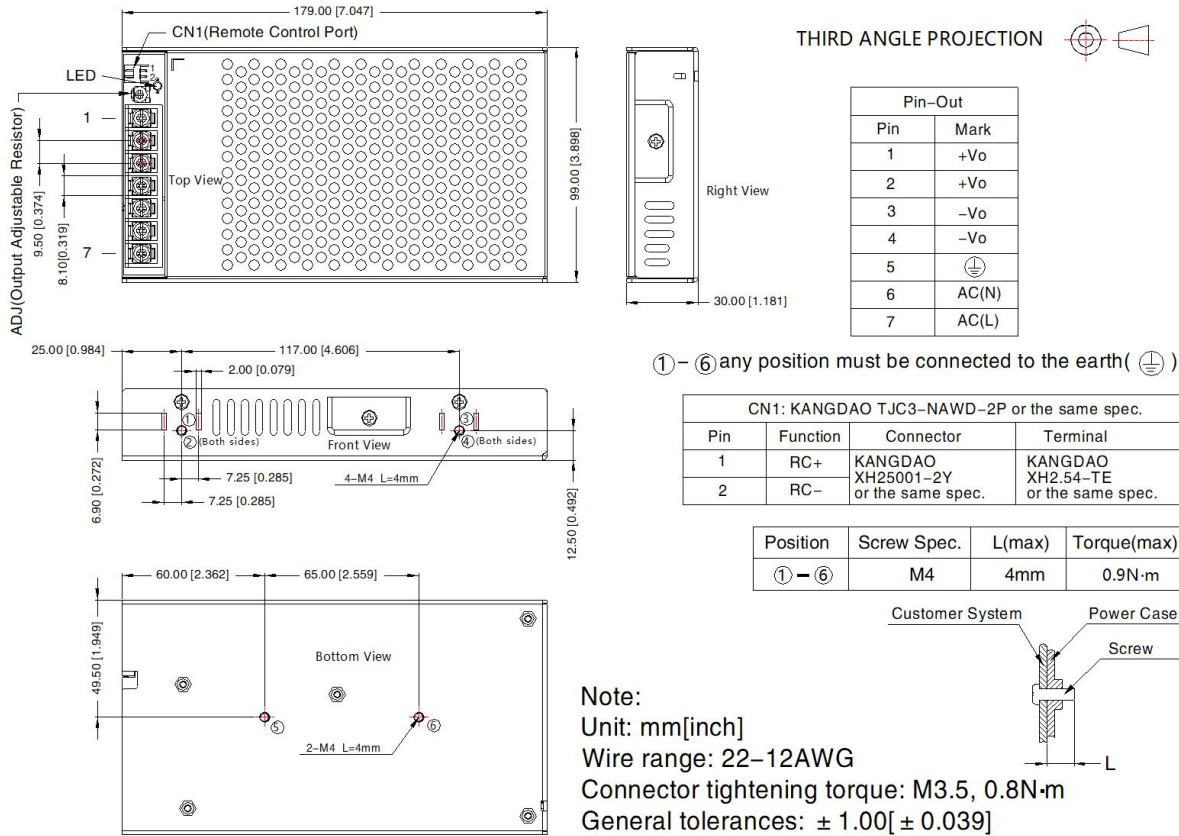 179.00 [7.047]
CN1(Remote Control Port)
LED
1
2
ADJ(Output Adjustable Resistor)
1
7
9.50 [0.374]
8.10[0.319]
Top View
99.00 [3.898]
Right View
30.00 [1.181]
THIRD ANGLE PROJECTION
Pin–Out
Pin Mark
1 +Vo
2 +Vo
3 –Vo
4 –Vo
5
6 AC(N)
7 AC(L)
①– ⑥ any position must be connected to the earth( )
25.00 [0.984]
117.00 [4.606]
2.00 [0.079]
①
② (Both sides)
③
④ (Both sides)
Front View
4–M4 L=4mm
7.25 [0.285]
7.25 [0.285]
6.90 [0.272]
12.50 [0.492]
CN1: KANGDAO TJC3–NAWD–2P or the same spec.
Pin Function Connector Terminal
1 RC+ KANGDAO XH25001–2Y or the same spec. KANGDAO XH2.54–TE or the same spec.
2 RC–
Position Screw Spec. L(max) Torque(max)
① – ⑥ M4 4mm 0.9N·m
60.00 [2.362]
65.00 [2.559]
49.50 [1.949]
Bottom View
⑤
⑥
2–M4 L=4mm
Customer System
Power Case
Screw
L
Note:
Unit: mm[inch]
Wire range: 22–12AWG
Connector tightening torque: M3.5, 0.8N·m
General tolerances: ± 1.00[ ± 0.039]